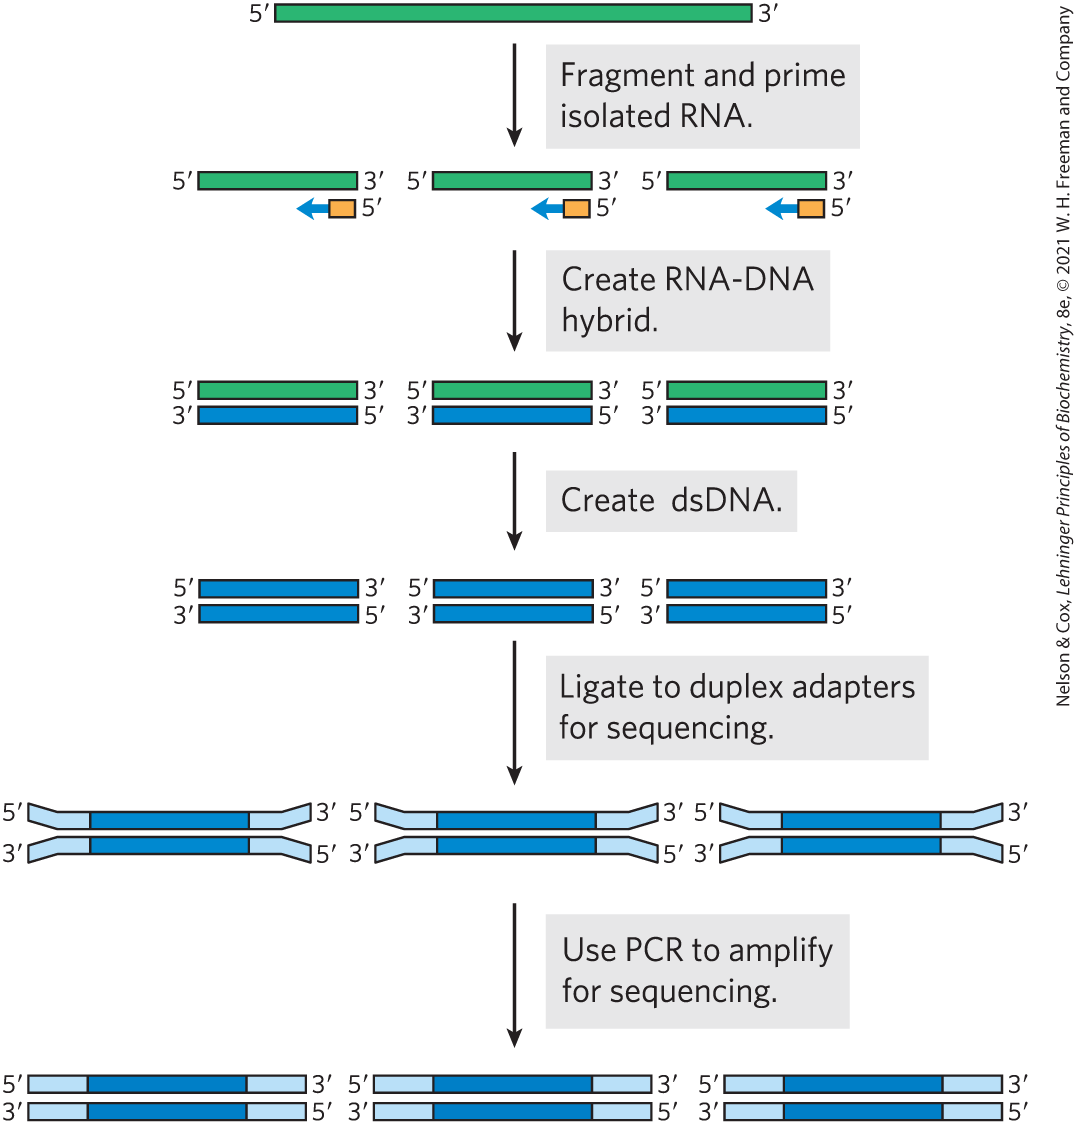 5′ 3′
Fragment and prime
isolated RNA.
5′ 3′ 5′ 3′ 5′ 3′
5′ 5′ 5′
Create RNA-DNA
hybrid.
5′ 3′ 5′ 3′ 5′ 3′
3′ 5′ 3′ 5′ 3′ 5′
Create dsDNA.
5′ 3′ 5′ 3′ 5′ 3′
3′ 5′ 3′ 5′ 3′ 5′
Ligate to duplex adapters
for sequencing.
5′ 3′ 5′ 3′ 5′ 3′
3′ 5′ 3′ 5′ 3′ 5′
Use PCR to amplify
for sequencing.
5′ 3′ 5′ 3′ 5′ 3′
3′ 5′ 3′ 5′ 3′ 5′
Nelson & Cox, Lehninger Principles of Biochemistry, 8e, © 2021 W. H. Freeman and Company